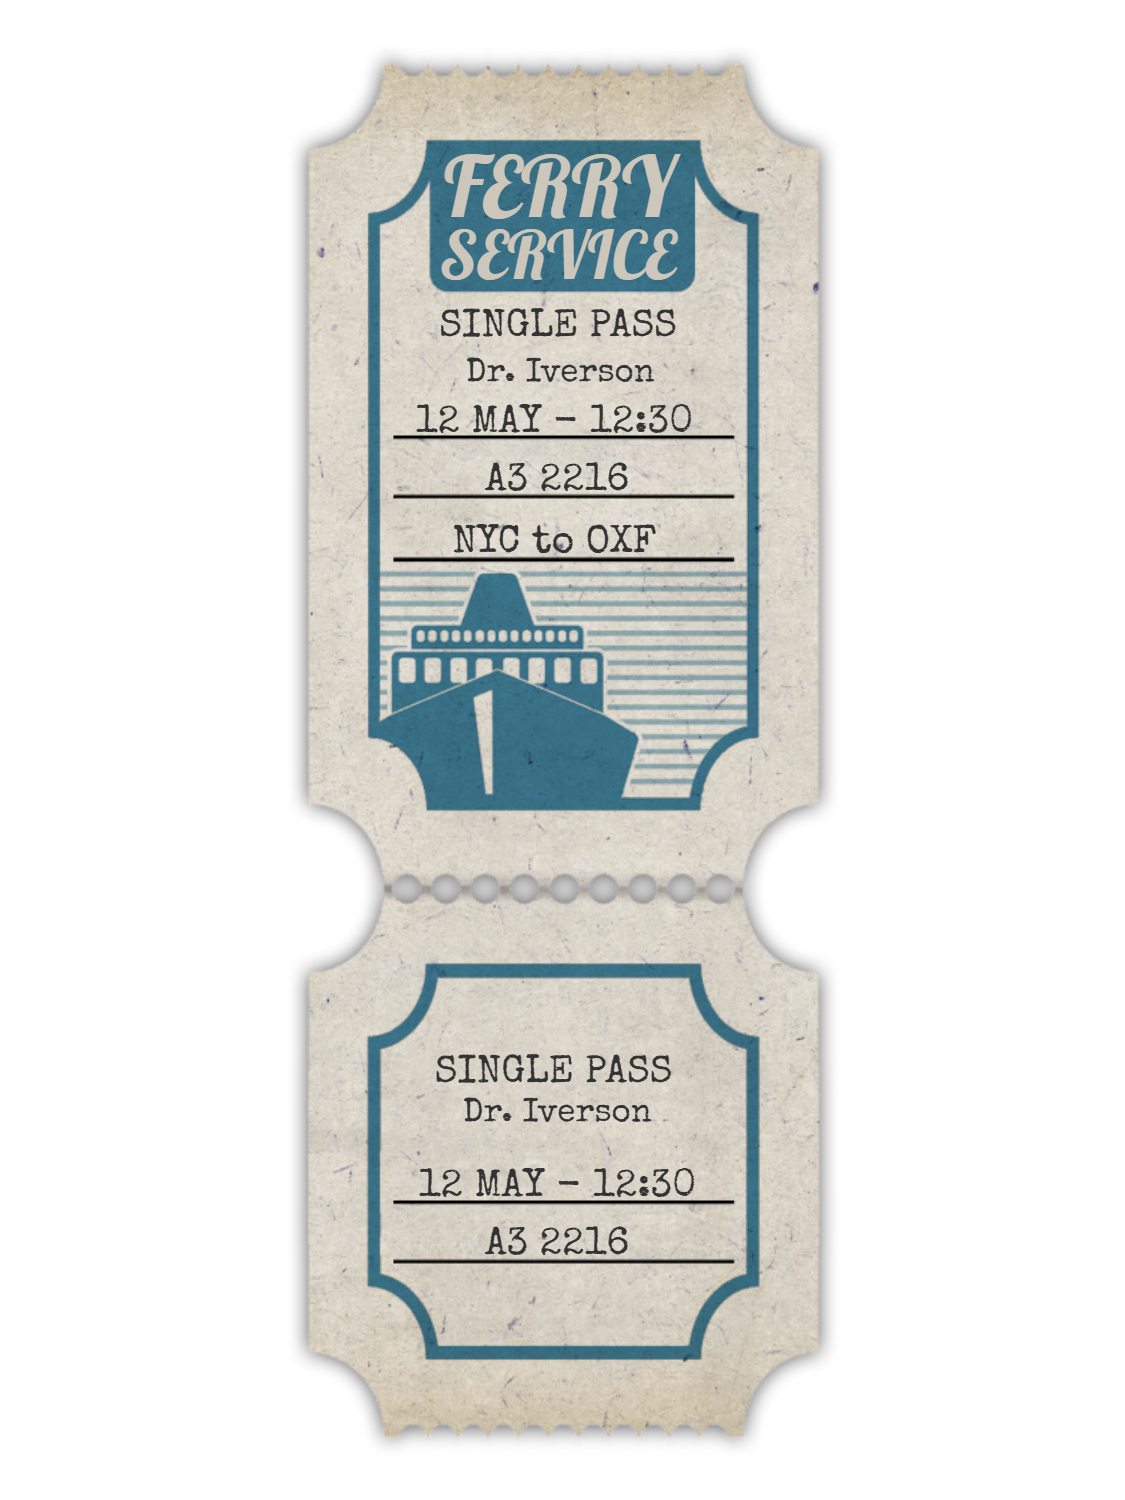 FERRY
SERVICE
SINGLE PASS
Dr. Iverson
12 MAY - 12:30
A3 2216
NYC to OXF
SINGLE PASS
Dr. Iverson
12 MAY - 12:30
A3 2216